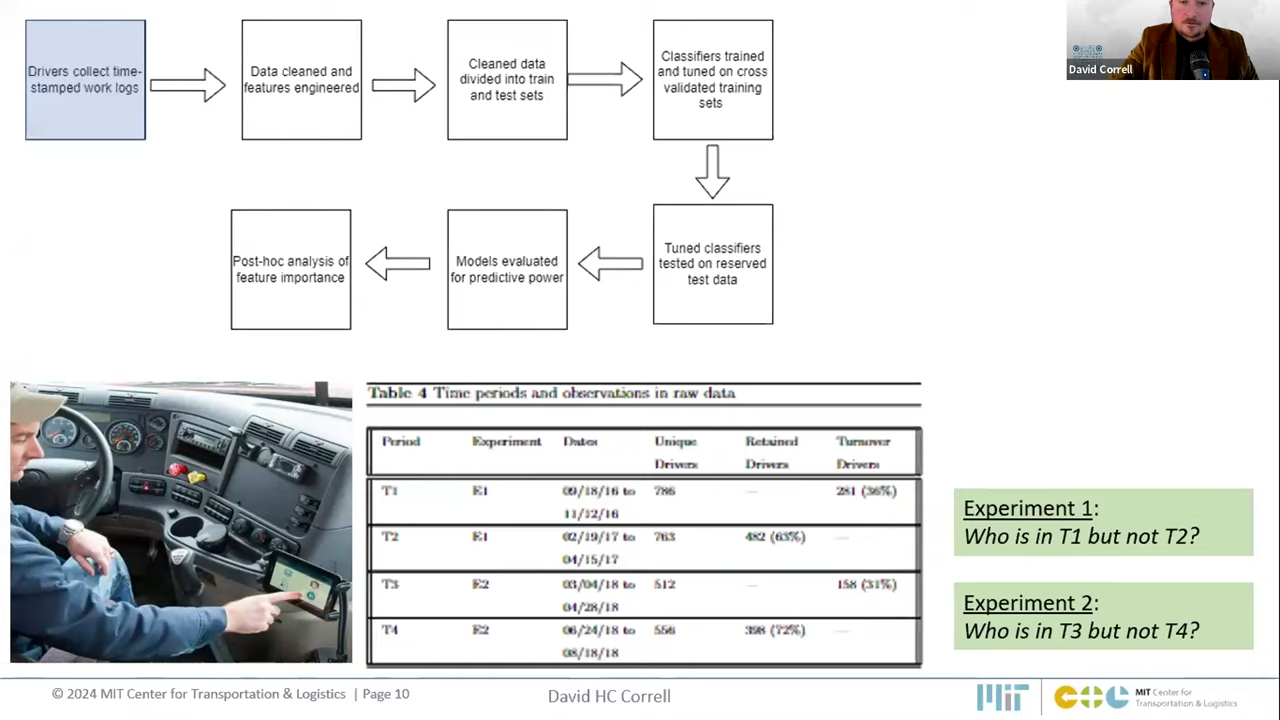 David Correll
Drivers collect time-
stamped work logs
Data cleaned and
features engineered
Cleaned data
divided into train
and test sets
Classifiers trained
and tuned on cross
validated training
sets
Post-hoc analysis of
feature importance
Models evaluated
for predictive power
Tuned classifiers
tested on reserved
test data
Table 4 Time periods and observations in raw data
Period Experiment Dates Unique Retained Turnover
Drivers Drivers Drivers
T1 E1 09/18/16 to 786 — 281 (36%)
11/12/16
T2 E1 02/19/17 to 763 482 (63%) —
04/15/17
T3 E2 03/04/18 to 512 — 158 (31%)
04/28/18
T4 E2 06/24/18 to 556 398 (72%) —
08/18/18
Experiment 1:
Who is in T1 but not T2?
Experiment 2:
Who is in T3 but not T4?
© 2024 MIT Center for Transportation & Logistics | Page 10
David HC Correll
MIT
CTL
MIT Center for
Transportation & Logistics